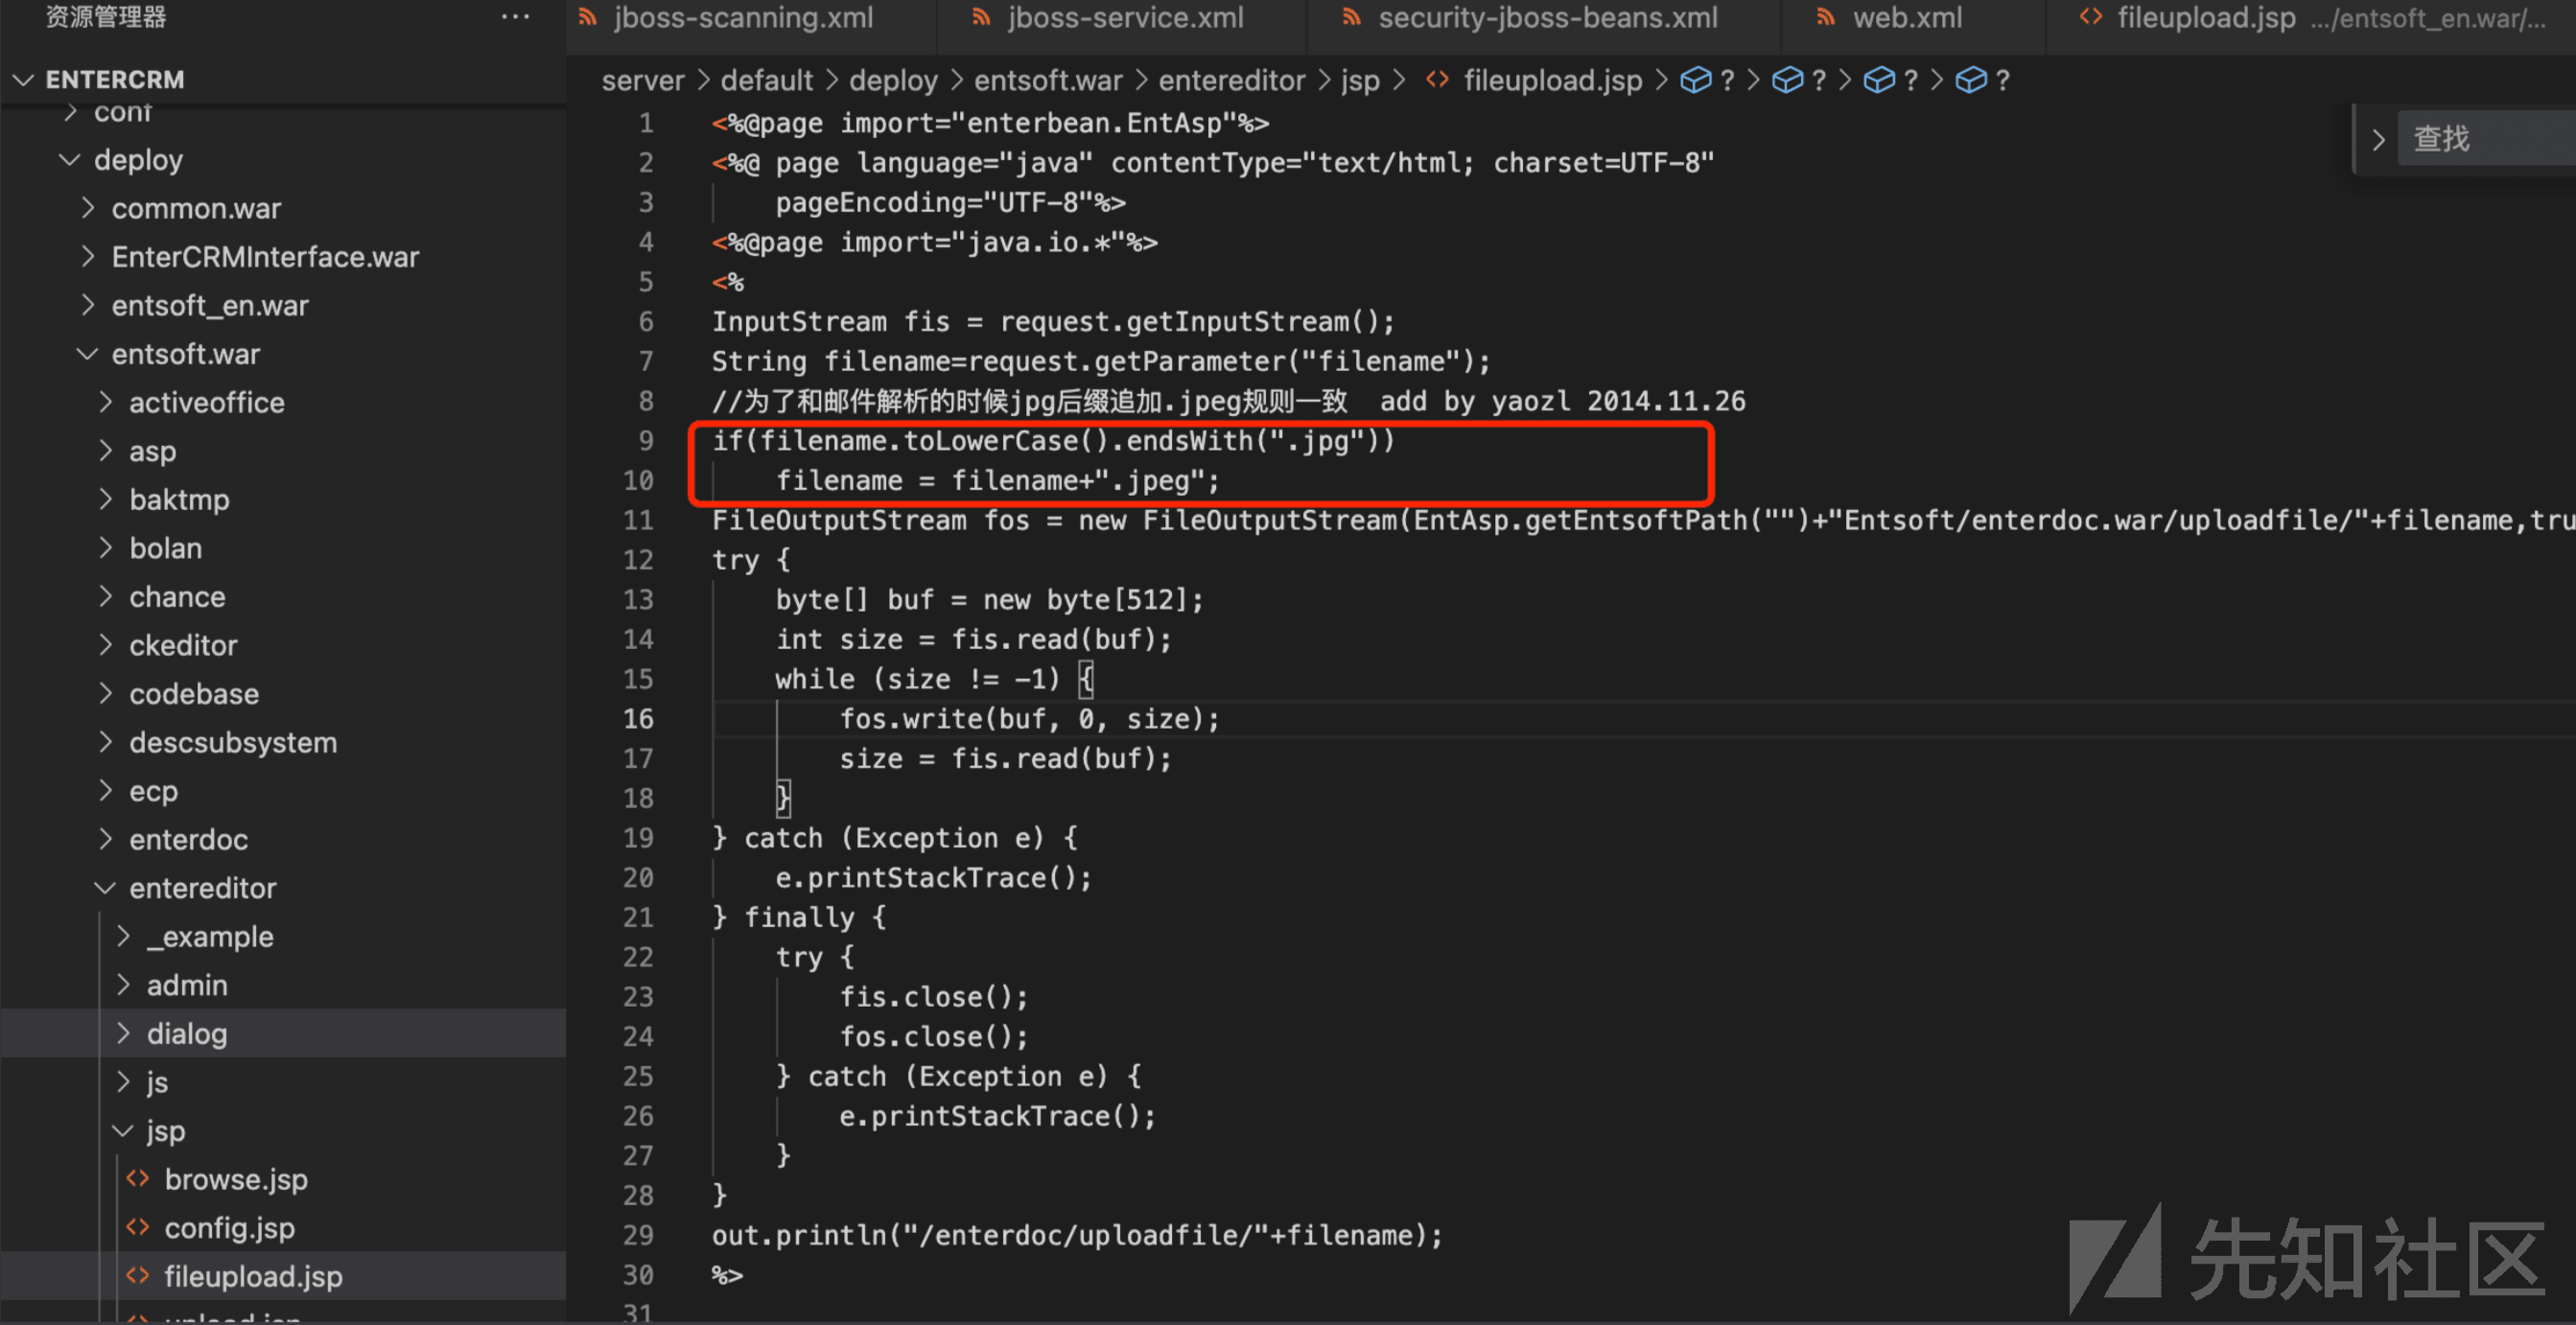 资源管理器
...
ENTERCRM
conf
deploy
common.war
EnterCRMInterface.war
entsoft_en.war
entsoft.war
activeoffice
asp
baktmp
bolan
chance
ckeditor
codebase
descsubsystem
ecp
enterdoc
entereditor
_example
admin
dialog
js
jsp
browse.jsp
config.jsp
fileupload.jsp
upload.jsp
jboss-scanning.xml
jboss-service.xml
security-jboss-beans.xml
web.xml
fileupload.jsp .../entsoft_en.war/...
server > default > deploy > entsoft.war > entereditor > jsp > fileupload.jsp > ? > ? > ? > ?
查找
1 <%@page import="enterbean.EntAsp"%>
2 <%@ page language="java" contentType="text/html; charset=UTF-8"
3 pageEncoding="UTF-8"%>
4 <%@page import="java.io.*"%>
5 <%
6 InputStream fis = request.getInputStream();
7 String filename=request.getParameter("filename");
8 //为了和邮件解析的时候jpg后缀追加.jpeg规则一致  add by yaozl 2014.11.26
9 if(filename.toLowerCase().endsWith(".jpg"))
10 filename = filename+".jpeg";
11 FileOutputStream fos = new FileOutputStream(EntAsp.getEntsoftPath("")+"Entsoft/enterdoc.war/uploadfile/"+filename,tru
12 try {
13 byte[] buf = new byte[512];
14 int size = fis.read(buf);
15 while (size != -1) {
16 fos.write(buf, 0, size);
17 size = fis.read(buf);
18 }
19 } catch (Exception e) {
20 e.printStackTrace();
21 } finally {
22 try {
23 fis.close();
24 fos.close();
25 } catch (Exception e) {
26 e.printStackTrace();
27 }
28 }
29 out.println("/enterdoc/uploadfile/"+filename);
30 %>
31
先知社区